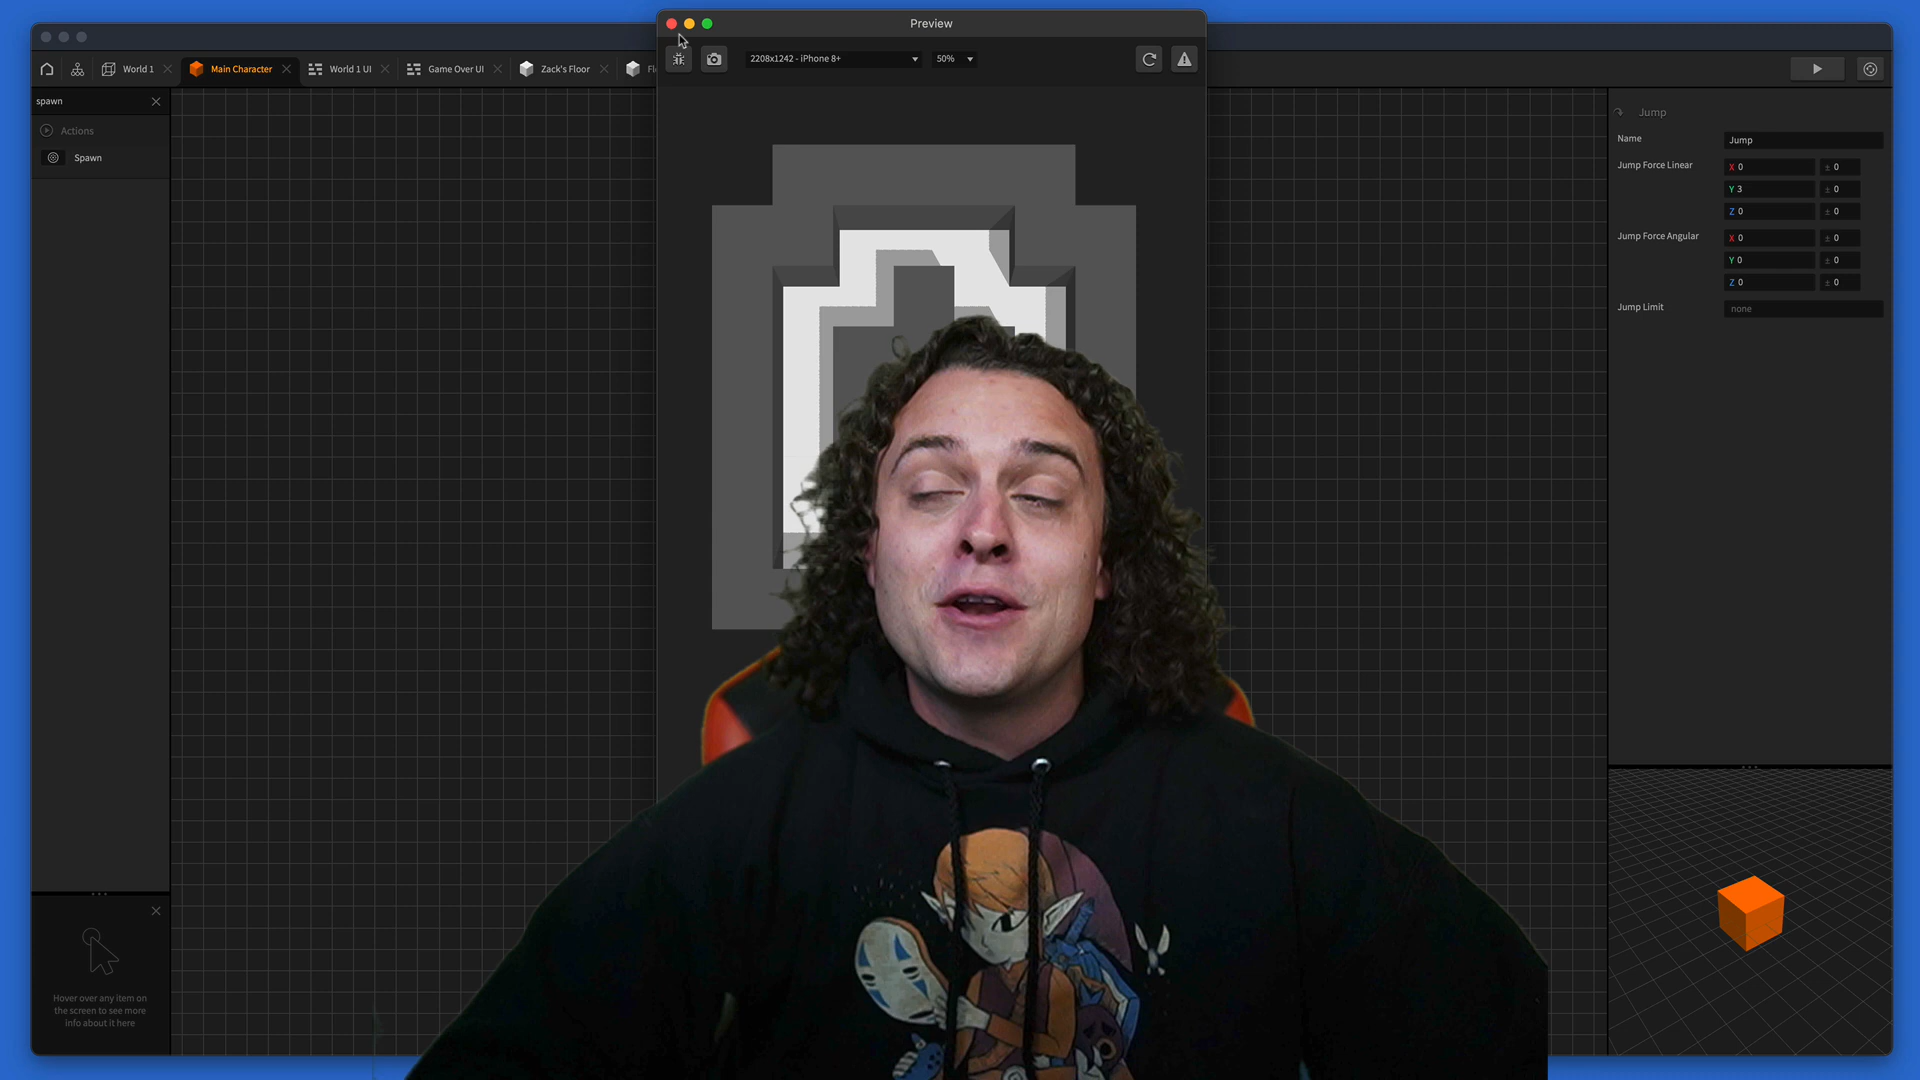 Preview
World 1
Main Character
World 1 UI
Game Over UI
Zack's Floor
2208x1242 - iPhone 8+
50%
spawn
Actions
Spawn
Jump
Name
Jump
Jump Force Linear
X 0
± 0
Y 3
± 0
Z 0
± 0
Jump Force Angular
X 0
± 0
Y 0
± 0
Z 0
± 0
Jump Limit
none
Hover over any item on
the screen to see more
info about it here